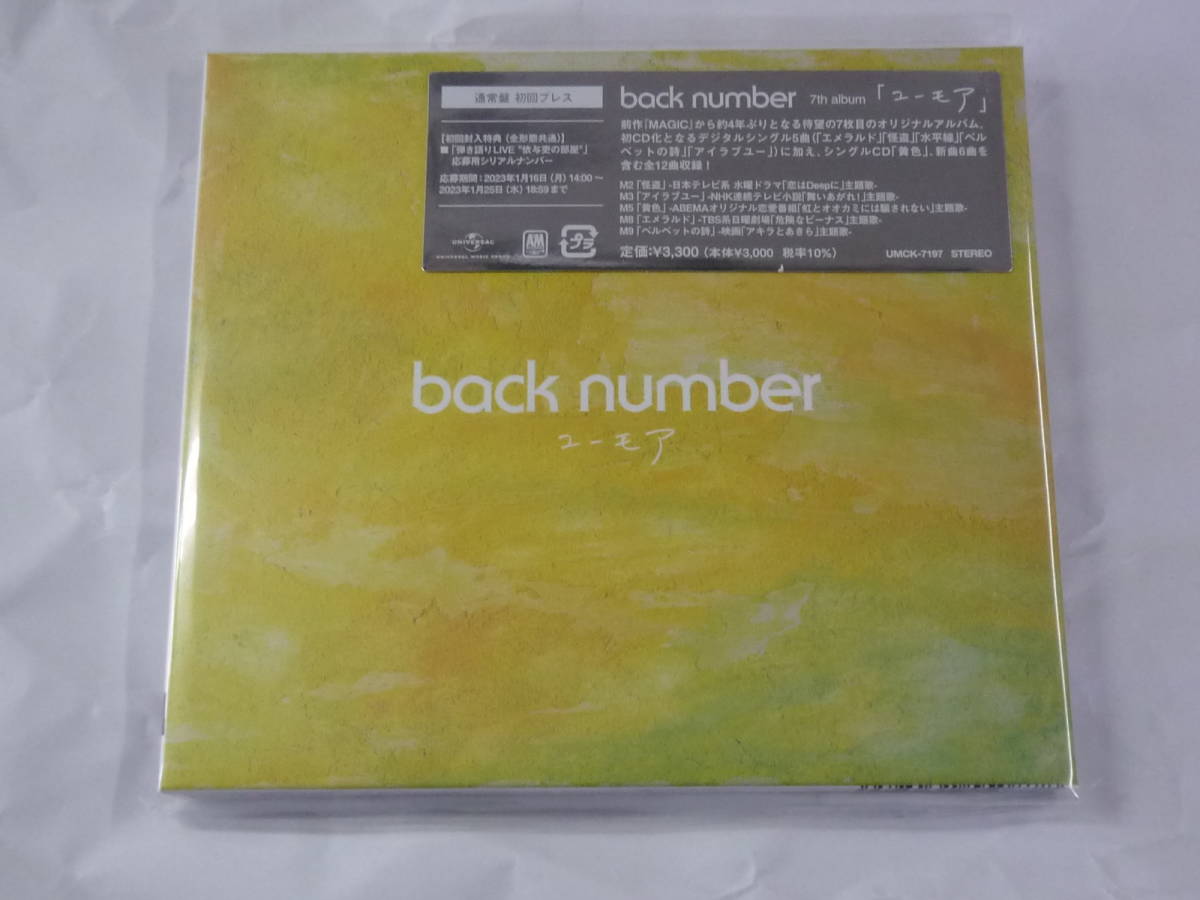 通常盤 初回プレス
【初回封入特典(全形態共通)】
■「弾き語りLIVE "依与吏の部屋"」
応募用シリアルナンバー
応募期間:2023年1月16日(月)14:00〜
2023年1月25日(水)18:59まで
UNIVERSAL
UNIVERSAL MUSIC GROUP
A&M
プラ
back number 7th album「ユーモア」
前作「MAGIC」から約4年ぶりとなる待望の7枚目のオリジナルアルバム。
初CD化となるデジタルシングル5曲(「エメラルド」「怪盗」「水平線」「ベル
ベットの詩」「アイラブユー」)に加え、シングルCD「黄色」、新曲6曲を
含む全12曲収録!
M2「怪盗」-日本テレビ系 水曜ドラマ「恋はDeepに」主題歌-
M3「アイラブユー」-NHK連続テレビ小説「舞いあがれ!」主題歌-
M5「黄色」-ABEMAオリジナル恋愛番組「虹とオオカミには騙されない」主題歌-
M8「エメラルド」-TBS系日曜劇場「危険なビーナス」主題歌-
M9「ベルベットの詩」-映画「アキラとあきら」主題歌-
定価:¥3,300(本体¥3,000 税率10%) UMCK-7197 STEREO
back number
ユーモア